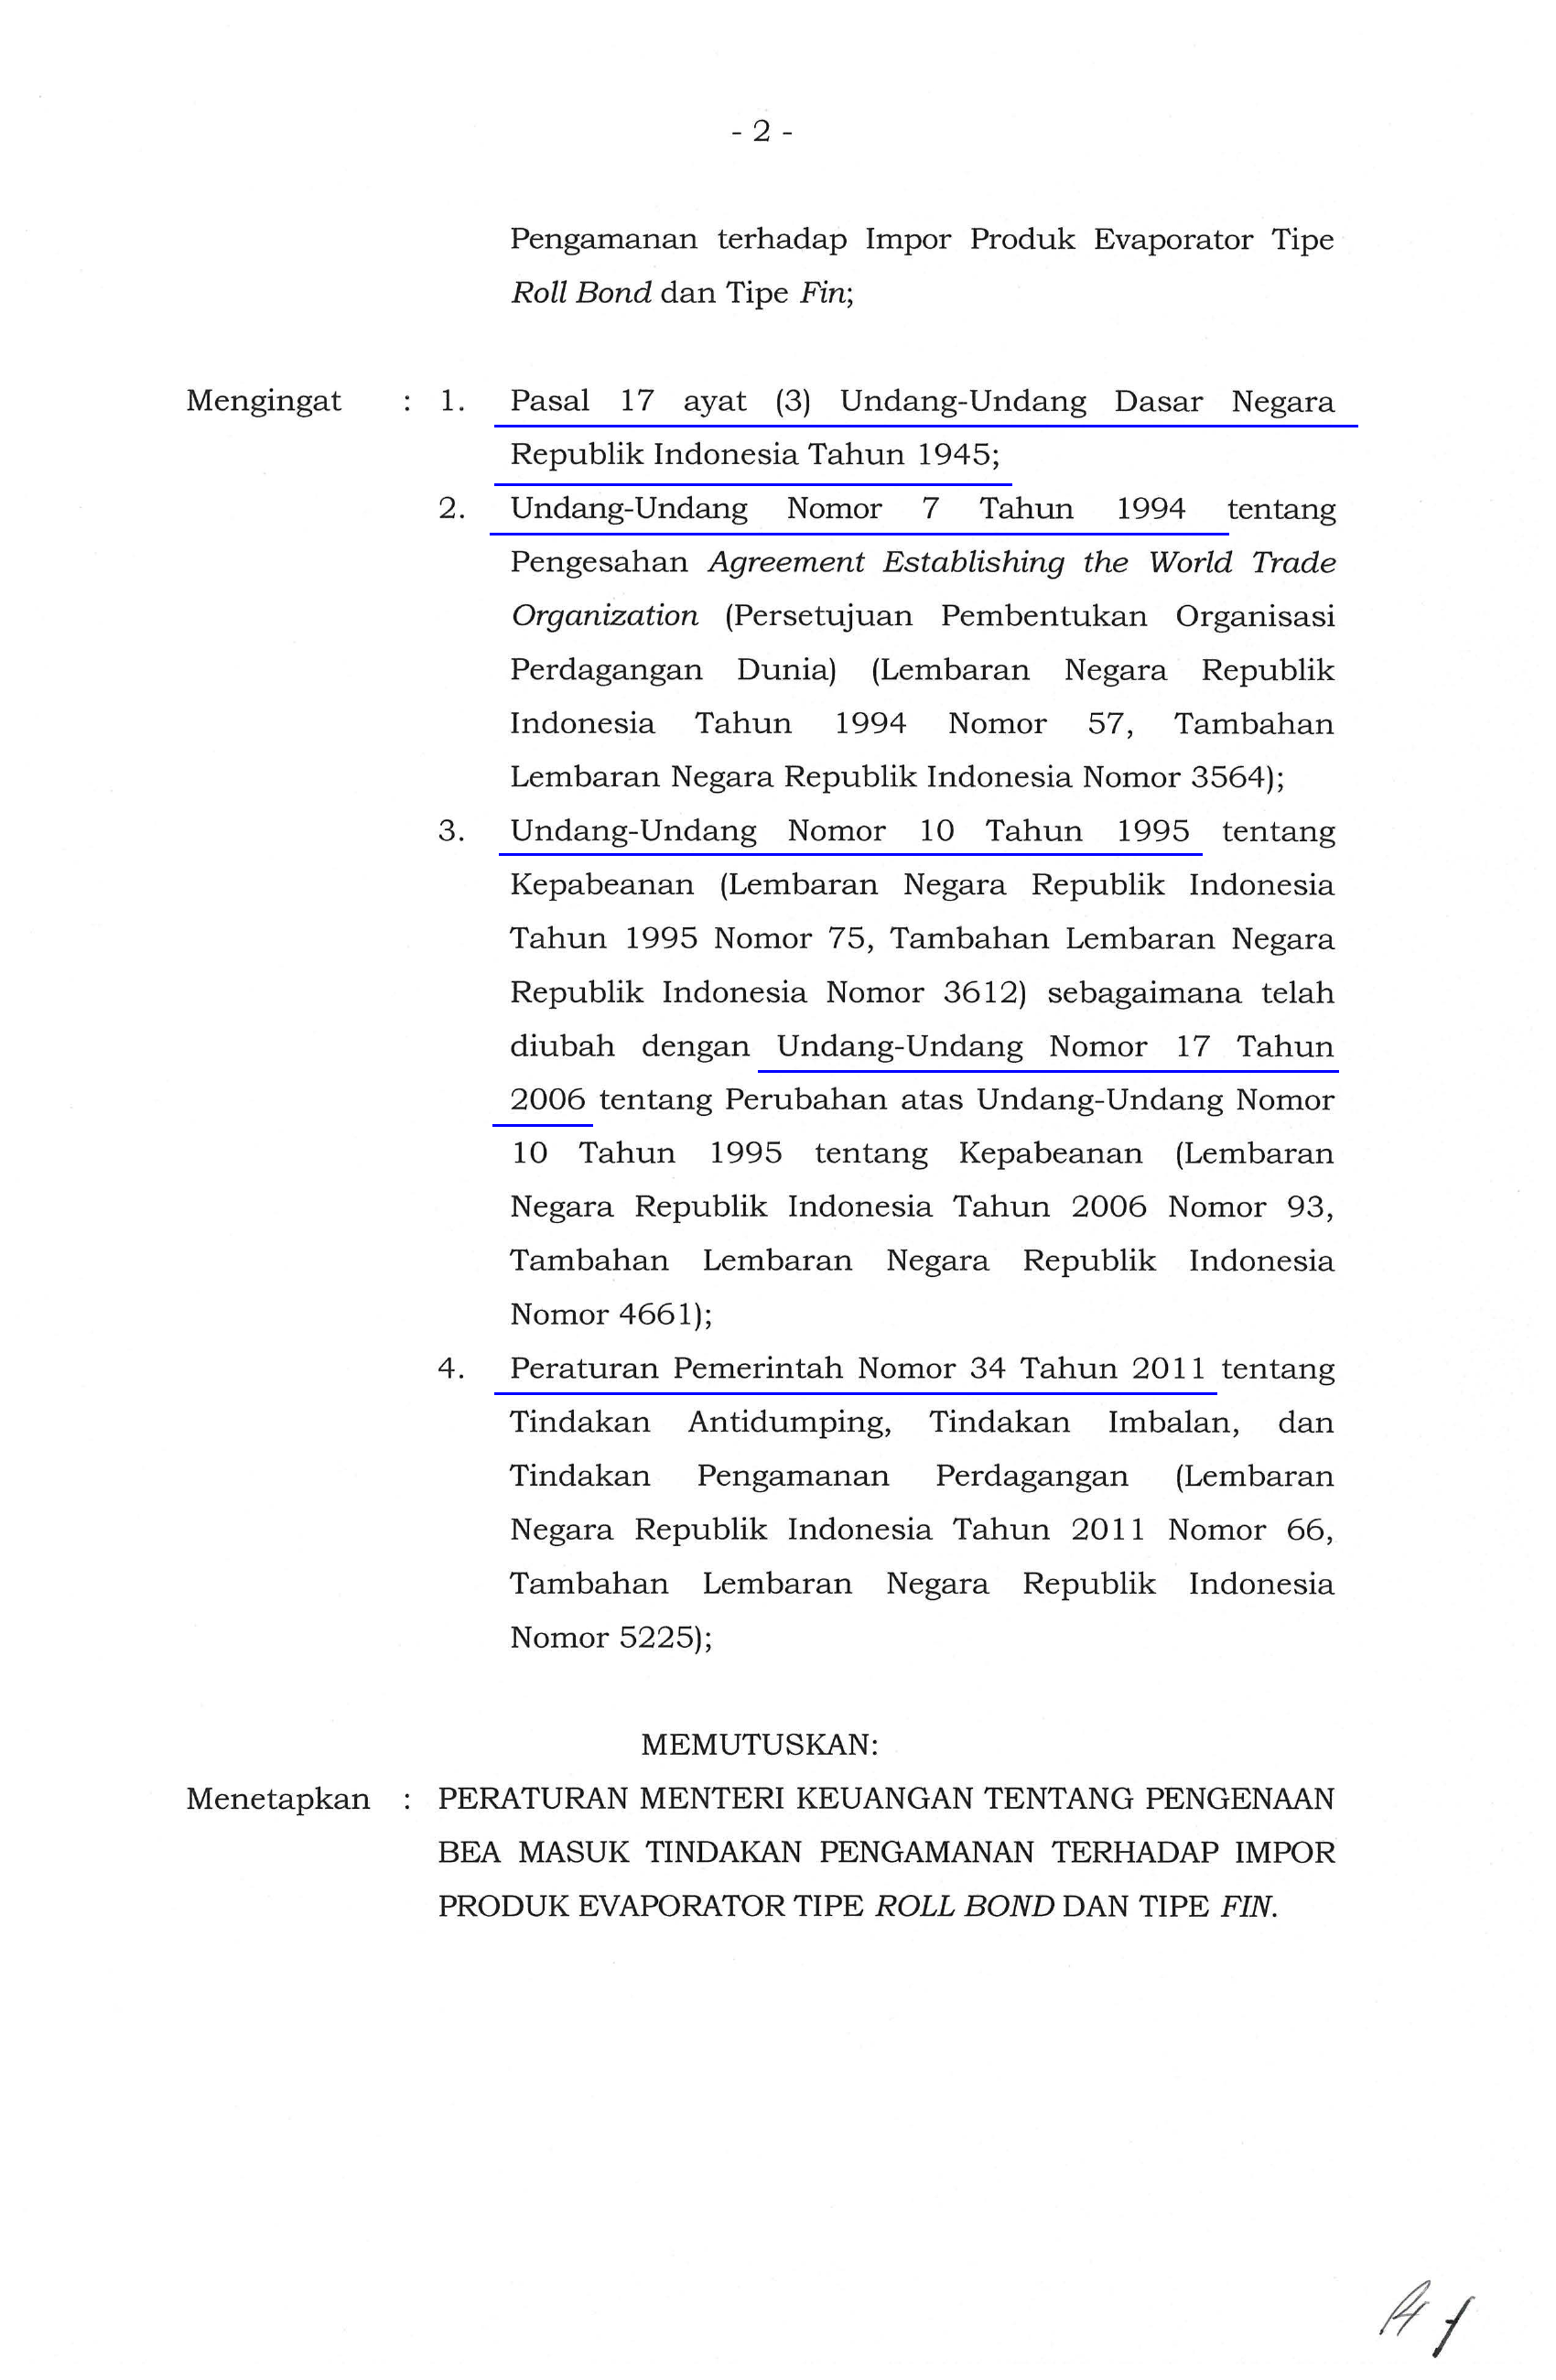 - 2 -
Pengamanan terhadap Impor Produk Evaporator Tipe
Roll Bond dan Tipe Fin;
Mengingat : 1. Pasal 17 ayat (3) Undang-Undang Dasar Negara
Republik Indonesia Tahun 1945;
2. Undang-Undang Nomor 7 Tahun 1994 tentang
Pengesahan Agreement Establishing the World Trade
Organization (Persetujuan Pembentukan Organisasi
Perdagangan Dunia) (Lembaran Negara Republik
Indonesia Tahun 1994 Nomor 57, Tambahan
Lembaran Negara Republik Indonesia Nomor 3564);
3. Undang-Undang Nomor 10 Tahun 1995 tentang
Kepabeanan (Lembaran Negara Republik Indonesia
Tahun 1995 Nomor 75, Tambahan Lembaran Negara
Republik Indonesia Nomor 3612) sebagaimana telah
diubah dengan Undang-Undang Nomor 17 Tahun
2006 tentang Perubahan atas Undang-Undang Nomor
10 Tahun 1995 tentang Kepabeanan (Lembaran
Negara Republik Indonesia Tahun 2006 Nomor 93,
Tambahan Lembaran Negara Republik Indonesia
Nomor 4661);
4. Peraturan Pemerintah Nomor 34 Tahun 2011 tentang
Tindakan Antidumping, Tindakan Imbalan, dan
Tindakan Pengamanan Perdagangan (Lembaran
Negara Republik Indonesia Tahun 2011 Nomor 66,
Tambahan Lembaran Negara Republik Indonesia
Nomor 5225);
MEMUTUSKAN:
Menetapkan : PERATURAN MENTERI KEUANGAN TENTANG PENGENAAN
BEA MASUK TINDAKAN PENGAMANAN TERHADAP IMPOR
PRODUK EVAPORATOR TIPE ROLL BOND DAN TIPE FIN.